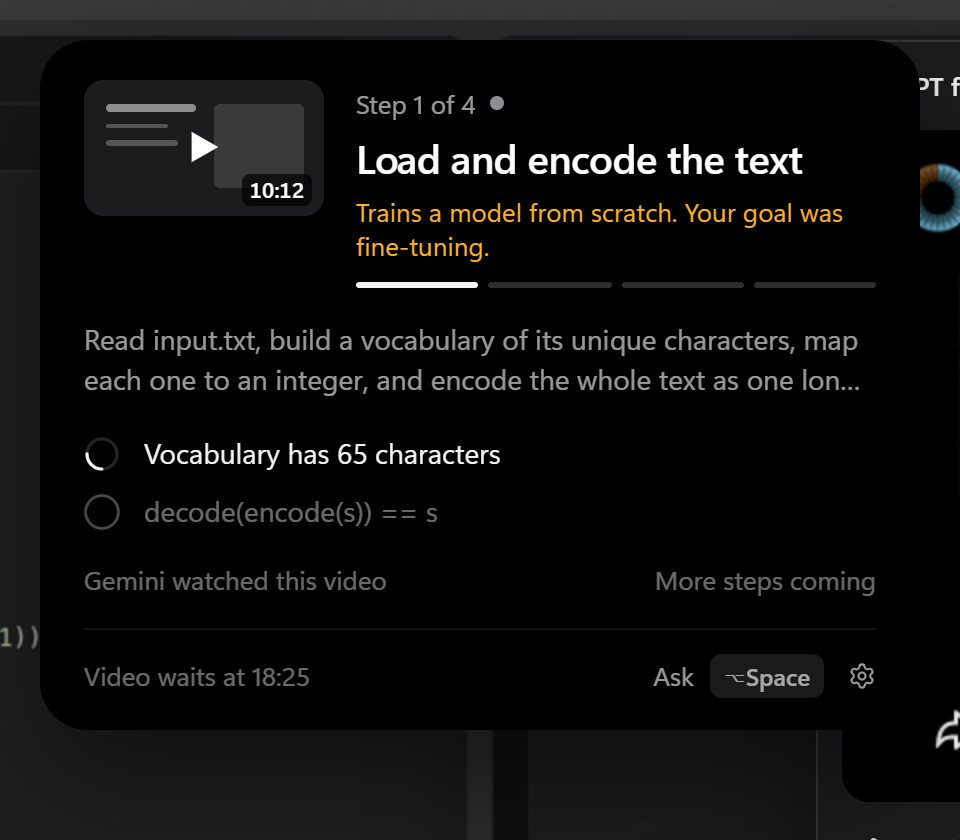 PT f
Step 1 of 4
Load and encode the text
10:12
Trains a model from scratch. Your goal was
fine-tuning.
Read input.txt, build a vocabulary of its unique characters, map
each one to an integer, and encode the whole text as one lon...
Vocabulary has 65 characters
decode(encode(s)) == s
Gemini watched this video
More steps coming
1))
Video waits at 18:25
Ask
⌥Space